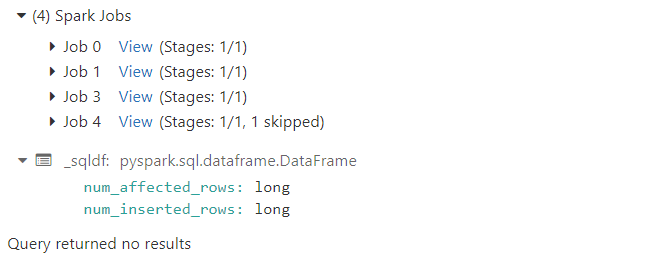 (4) Spark Jobs
Job 0 View (Stages: 1/1)
Job 1 View (Stages: 1/1)
Job 3 View (Stages: 1/1)
Job 4 View (Stages: 1/1, 1 skipped)
_sqldf: pyspark.sql.dataframe.DataFrame
num_affected_rows: long
num_inserted_rows: long
Query returned no results